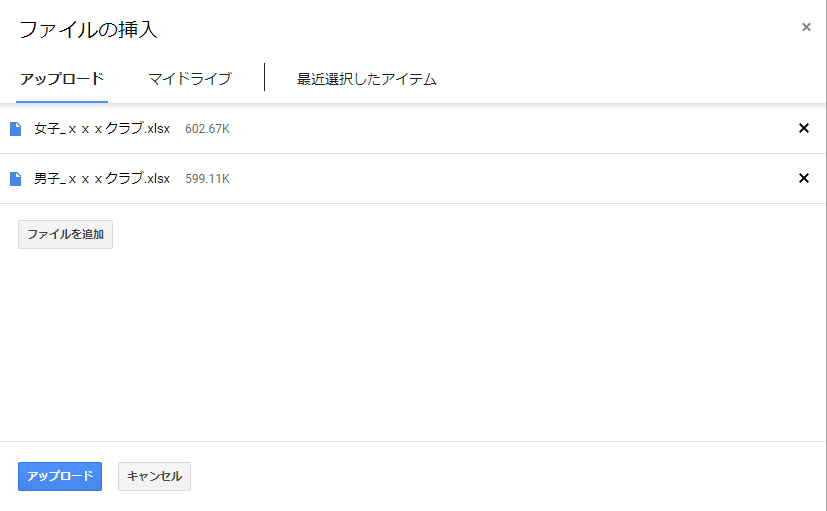 ファイルの挿入
×
アップロード マイドライブ 最近選択したアイテム
女子_ｘｘｘクラブ.xlsx 602.67K ×
男子_ｘｘｘクラブ.xlsx 599.11K ×
ファイルを追加
アップロード キャンセル